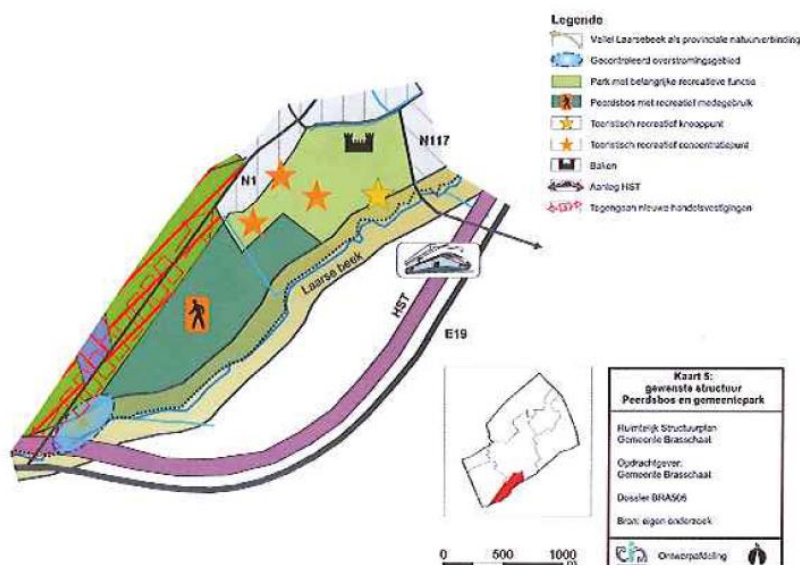 Legende
Vallei Laarsebeek als provinciale natuurverbinding
Gecontroleerd overstromingsgebied
Park met belangrijke recreatieve functie
Peerdsbos met recreatief medegebruik
Toeristisch recreatief knooppunt
Toeristisch recreatief concentratiepunt
Baken
Aanleg HST
Tegengaan nieuwe handelsvestigingen
N117
N1
Laarse beek
HST
E19
Kaart 5:
gewenste structuur
Peerdsbos en gemeentepark
Ruimtelijk Structuurplan
Gemeente Brasschaat
Opdrachtgever:
Gemeente Brasschaat
Dossier BRA506
Bron: eigen onderzoek
Ontwerpafdeling
0 500 1000
m